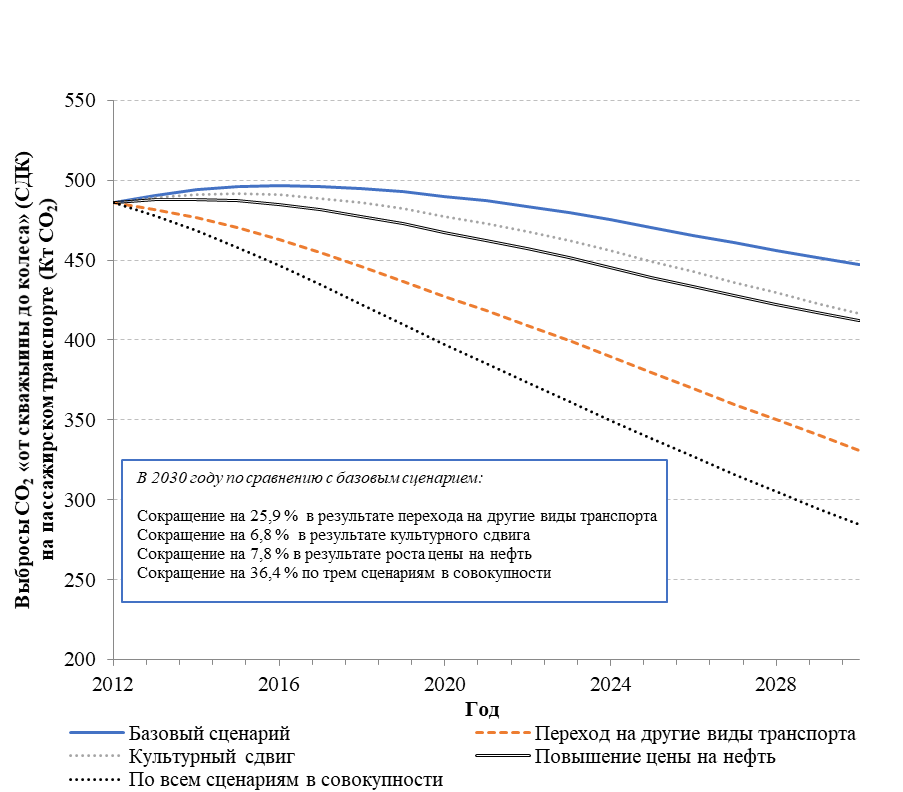 550
500
450
400
350
300
250
200
Выбросы CO2 «от скважыины до колеса» (СДК)
на пассажирском транспорте (Кт CO2)
В 2030 году по сравнению с базовым сценарием:
Сокращение на 25,9 % в результате перехода на другие виды транспорта
Сокращение на 6,8 % в результате культурного сдвига
Сокращение на 7,8 % в результате роста цены на нефть
Сокращение на 36,4 % по трем сценариям в совокупности
2012 2016 2020 2024 2028
Год
Базовый сценарий Переход на другие виды транспорта
Культурный сдвиг Повышение цены на нефть
По всем сценариям в совокупности